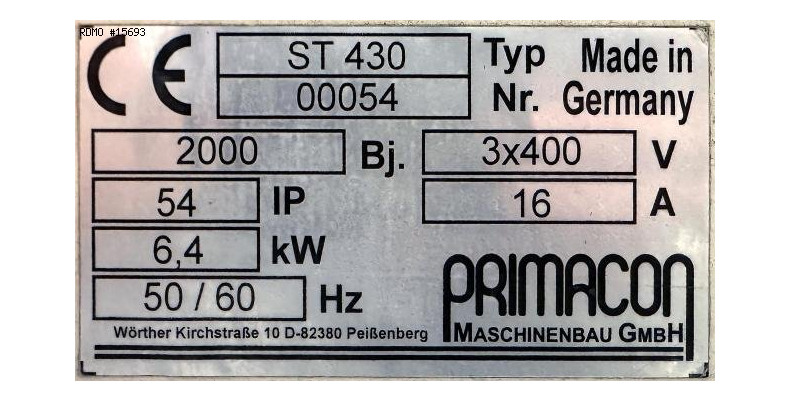 RDMO #15693
CE ST 430 Typ Made in
00054 Nr. Germany
2000 Bj. 3x400 V
54 IP 16 A
6,4 kW
50 / 60 Hz
PRIMACON
MASCHINENBAU GMBH
Wörther Kirchstraße 10 D-82380 Peißenberg